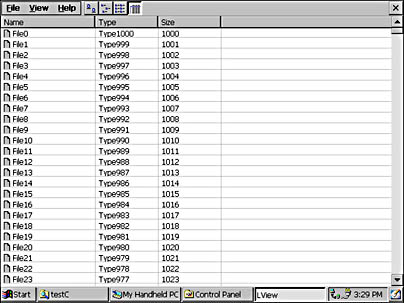 File View Help
Name Type Size
File0 Type1000 1000
File1 Type999 1001
File2 Type998 1002
File3 Type997 1003
File4 Type996 1004
File5 Type995 1005
File6 Type994 1006
File7 Type993 1007
File8 Type992 1008
File9 Type991 1009
File10 Type990 1010
File11 Type989 1011
File12 Type988 1012
File13 Type987 1013
File14 Type986 1014
File15 Type985 1015
File16 Type984 1016
File17 Type983 1017
File18 Type982 1018
File19 Type981 1019
File20 Type980 1020
File21 Type979 1021
File22 Type978 1022
File23 Type977 1023
Start testC My Handheld PC Control Panel LView 3:29 PM